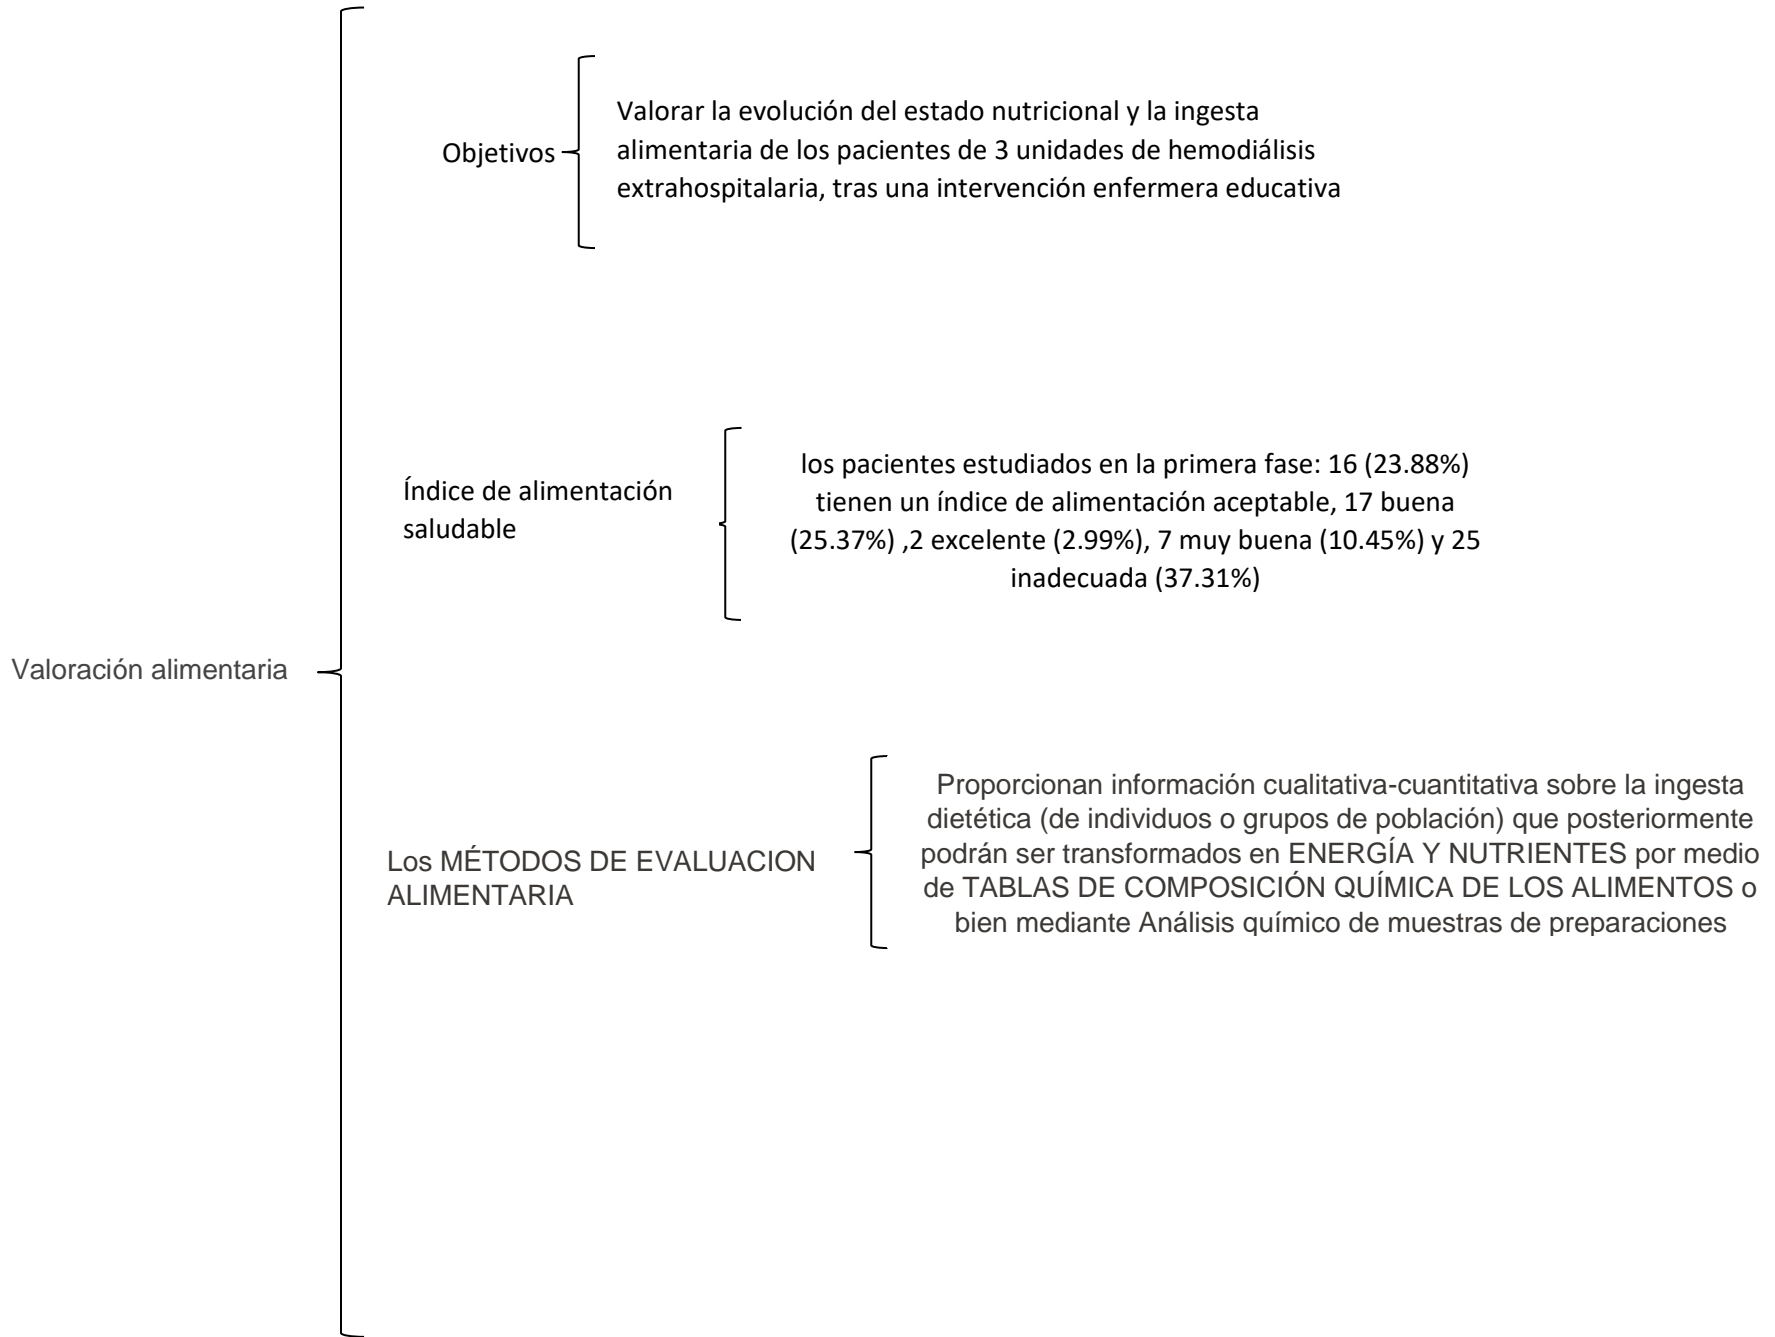 Valoración alimentaria
Objetivos
Valorar la evolución del estado nutricional y la ingesta
alimentaria de los pacientes de 3 unidades de hemodiálisis
extrahospitalaria, tras una intervención enfermera educativa
Índice de alimentación
saludable
los pacientes estudiados en la primera fase: 16 (23.88%)
tienen un índice de alimentación aceptable, 17 buena
(25.37%) ,2 excelente (2.99%), 7 muy buena (10.45%) y 25
inadecuada (37.31%)
Los MÉTODOS DE EVALUACION
ALIMENTARIA
Proporcionan información cualitativa-cuantitativa sobre la ingesta
dietética (de individuos o grupos de población) que posteriormente
podrán ser transformados en ENERGÍA Y NUTRIENTES por medio
de TABLAS DE COMPOSICIÓN QUÍMICA DE LOS ALIMENTOS o
bien mediante Análisis químico de muestras de preparaciones